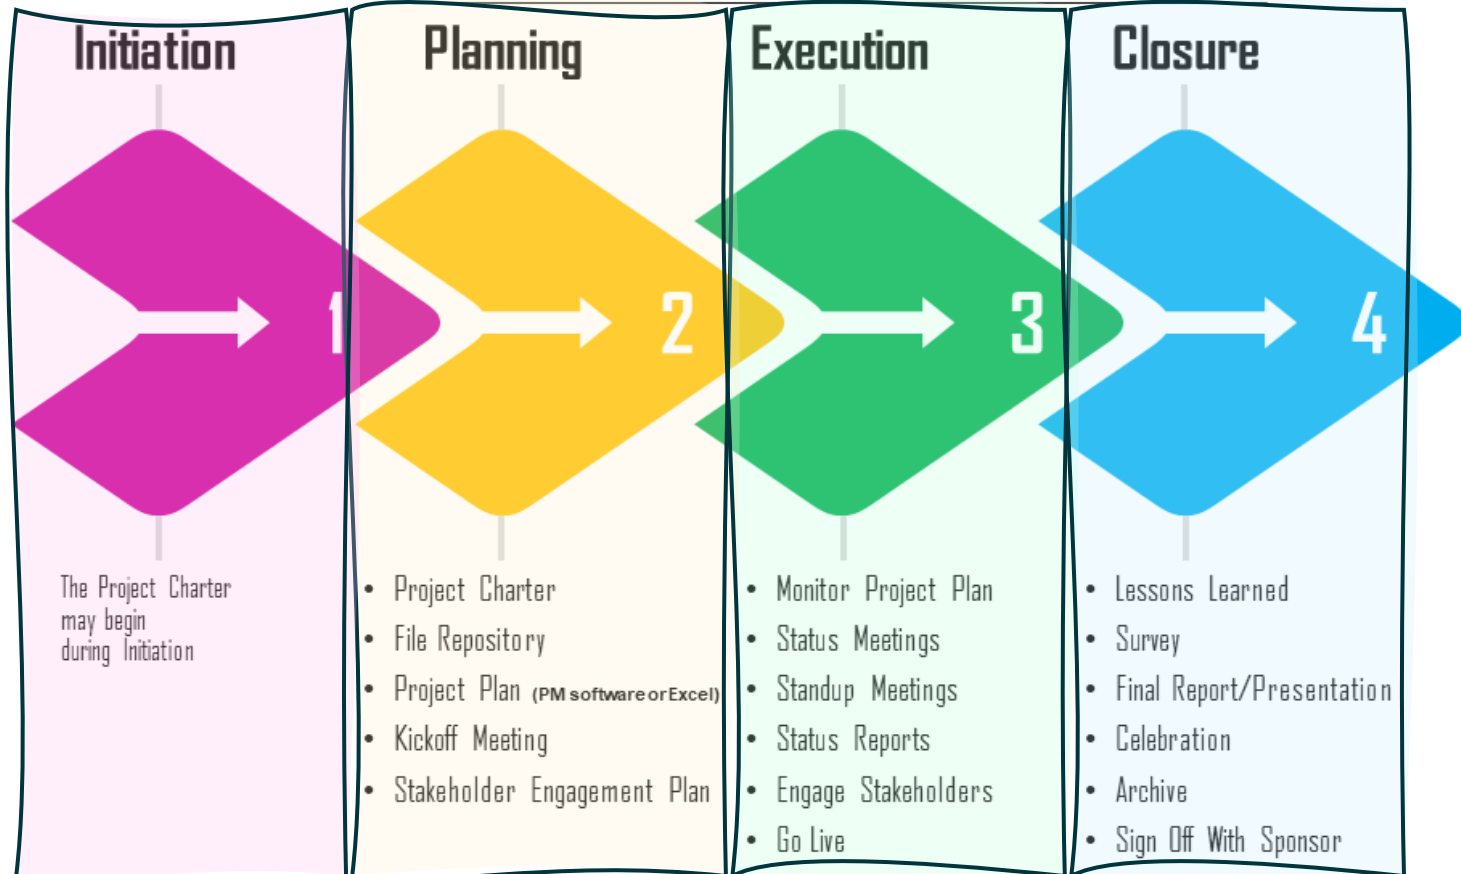 Initiation
Planning
Execution
Closure
1
2
3
4
The Project Charter
may begin
during Initiation
• Project Charter
• File Repository
• Project Plan (PM software or Excel)
• Kickoff Meeting
• Stakeholder Engagement Plan
• Monitor Project Plan
• Status Meetings
• Standup Meetings
• Status Reports
• Engage Stakeholders
• Go Live
• Lessons Learned
• Survey
• Final Report/Presentation
• Celebration
• Archive
• Sign Off With Sponsor